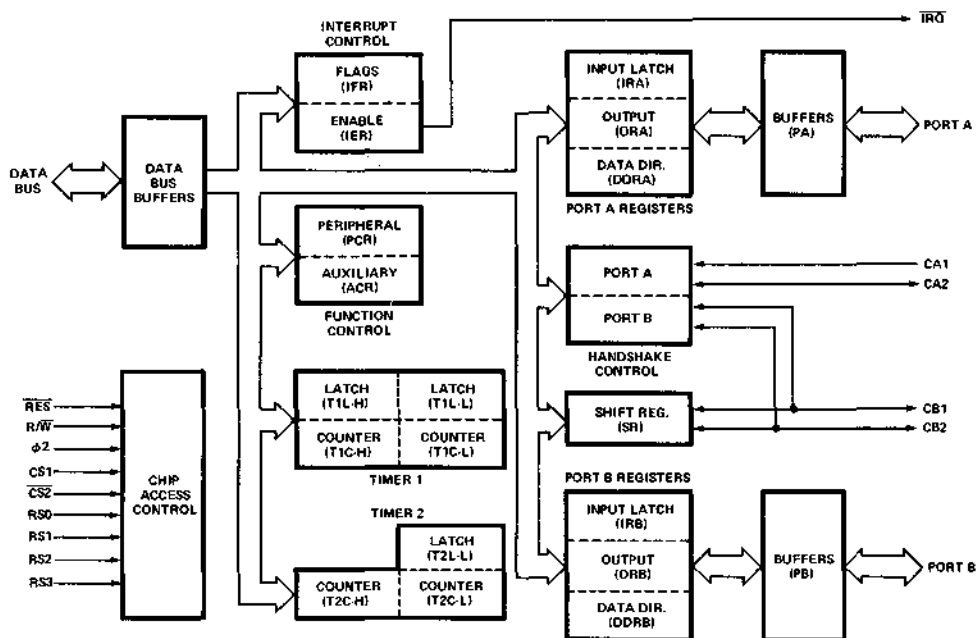 INTERRUPT
CONTROL
FLAGS
(IFR)
ENABLE
(IER)
IRQ
INPUT LATCH
(IRA)
OUTPUT
(ORA)
DATA DIR.
(DDRA)
PORT A REGISTERS
BUFFERS
(PA)
PORT A
DATA
BUS
DATA
BUS
BUFFERS
PERIPHERAL
(PCR)
AUXILIARY
(ACR)
FUNCTION
CONTROL
PORT A
PORT B
HANDSHAKE
CONTROL
CA1
CA2
LATCH
(T1L-H)
LATCH
(T1L-L)
COUNTER
(T1C-H)
COUNTER
(T1C-L)
TIMER 1
SHIFT REG.
(SR)
CB1
CB2
RES
R/W
ϕ2
CS1
CS2
RS0
RS1
RS2
RS3
CHIP
ACCESS
CONTROL
TIMER 2
LATCH
(T2L-L)
COUNTER
(T2C-H)
COUNTER
(T2C-L)
PORT B REGISTERS
INPUT LATCH
(IRB)
OUTPUT
(ORB)
DATA DIR.
(DDRB)
BUFFERS
(PB)
PORT B